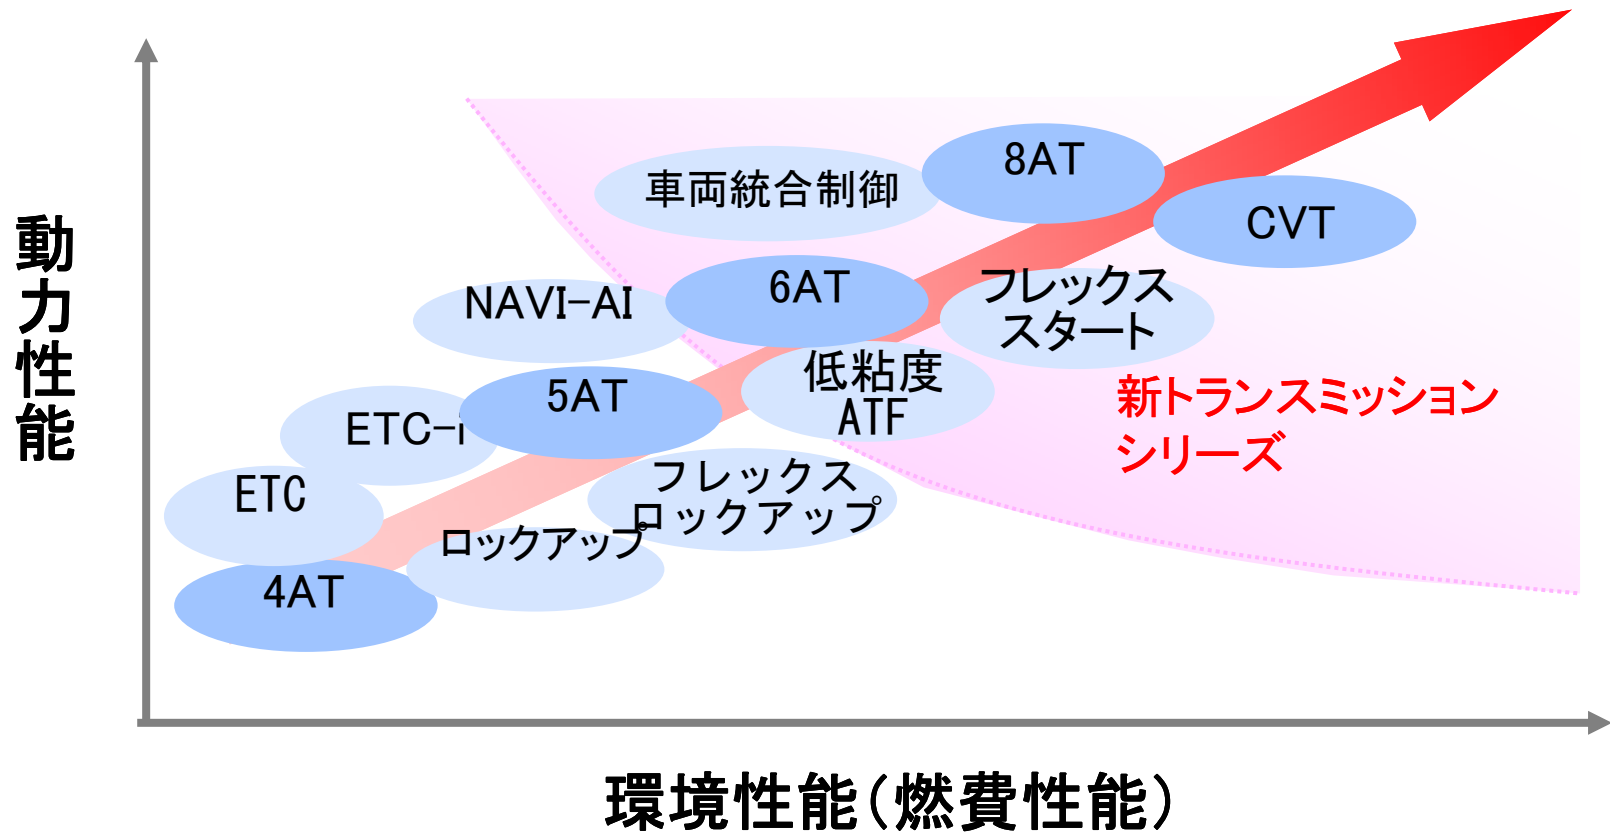 動力性能
車両統合制御
8AT
CVT
NAVI-AI
6AT
フレックス
スタート
5AT
低粘度
ATF
新トランスミッション
シリーズ
ETC-i
ETC
フレックス
ロックアップ
ロックアップ
4AT
環境性能(燃費性能)